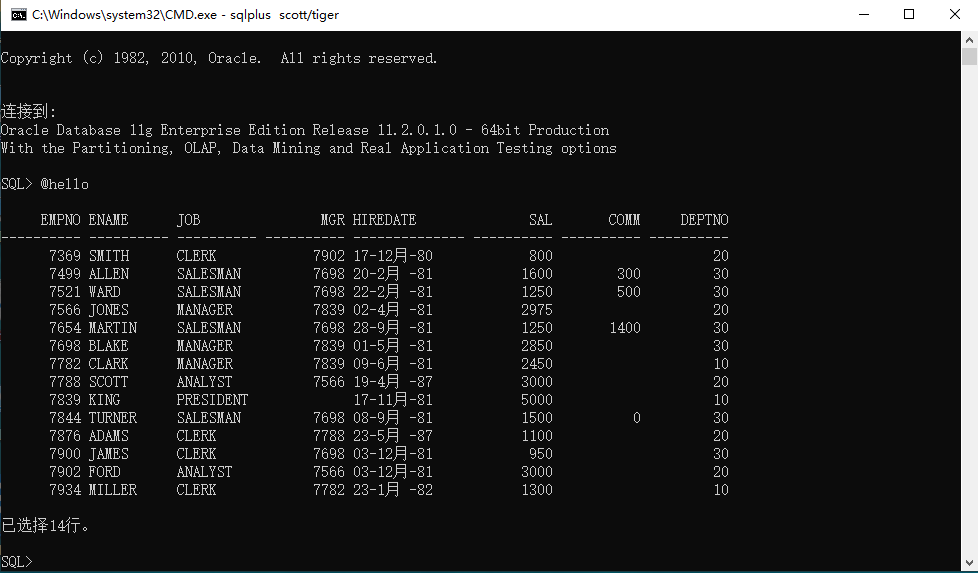 C:\Windows\system32\CMD.exe - sqlplus  scott/tiger
Copyright (c) 1982, 2010, Oracle.  All rights reserved.
连接到:
Oracle Database 11g Enterprise Edition Release 11.2.0.1.0 - 64bit Production
With the Partitioning, OLAP, Data Mining and Real Application Testing options
SQL> @hello
     EMPNO ENAME      JOB               MGR HIREDATE              SAL       COMM     DEPTNO
---------- ---------- ---------- ---------- -------------- ---------- ---------- ----------
      7369 SMITH      CLERK            7902 17-12月-80            800                    20
      7499 ALLEN      SALESMAN         7698 20-2月 -81           1600        300         30
      7521 WARD       SALESMAN         7698 22-2月 -81           1250        500         30
      7566 JONES      MANAGER          7839 02-4月 -81           2975                    20
      7654 MARTIN     SALESMAN         7698 28-9月 -81           1250       1400         30
      7698 BLAKE      MANAGER          7839 01-5月 -81           2850                    30
      7782 CLARK      MANAGER          7839 09-6月 -81           2450                    10
      7788 SCOTT      ANALYST          7566 19-4月 -87           3000                    20
      7839 KING       PRESIDENT             17-11月-81           5000                    10
      7844 TURNER     SALESMAN         7698 08-9月 -81           1500          0         30
      7876 ADAMS      CLERK            7788 23-5月 -87           1100                    20
      7900 JAMES      CLERK            7698 03-12月-81            950                    30
      7902 FORD       ANALYST          7566 03-12月-81           3000                    20
      7934 MILLER     CLERK            7782 23-1月 -82           1300                    10
已选择14行。
SQL>